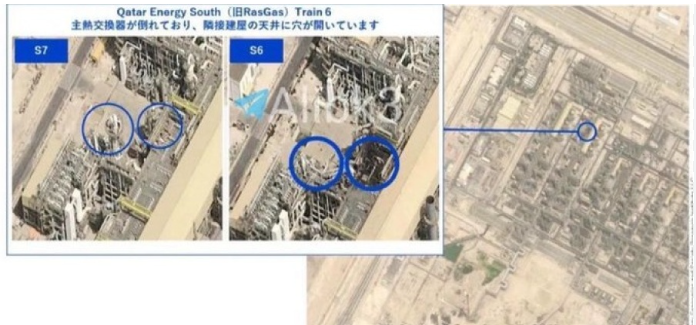 Qatar Energy South（旧RasGas）Train 6
主熱交換器が倒れており、隣接建屋の天井に穴が開いています
S7
S6
Alibk3